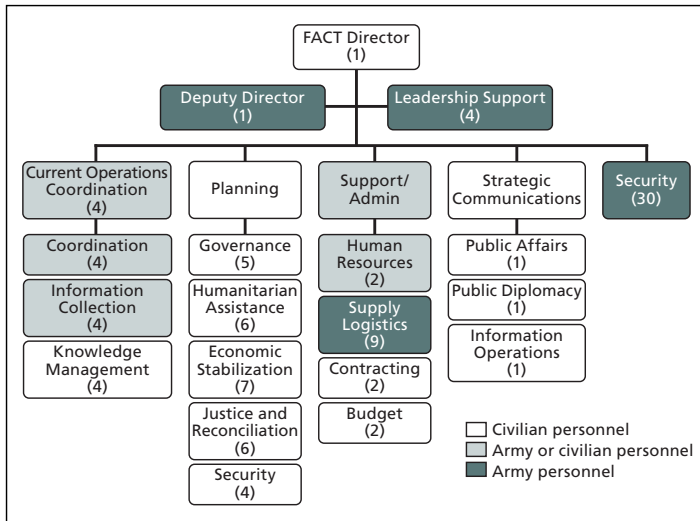 FACT Director
(1)
Deputy Director
(1)
Leadership Support
(4)
Current Operations
Coordination
(4)
Coordination
(4)
Information
Collection
(4)
Knowledge
Management
(4)
Planning
Governance
(5)
Humanitarian
Assistance
(6)
Economic
Stabilization
(7)
Justice and
Reconciliation
(6)
Security
(4)
Support/
Admin
Human
Resources
(2)
Supply
Logistics
(9)
Contracting
(2)
Budget
(2)
Strategic
Communications
Public Affairs
(1)
Public Diplomacy
(1)
Information
Operations
(1)
Security
(30)
Civilian personnel
Army or civilian personnel
Army personnel